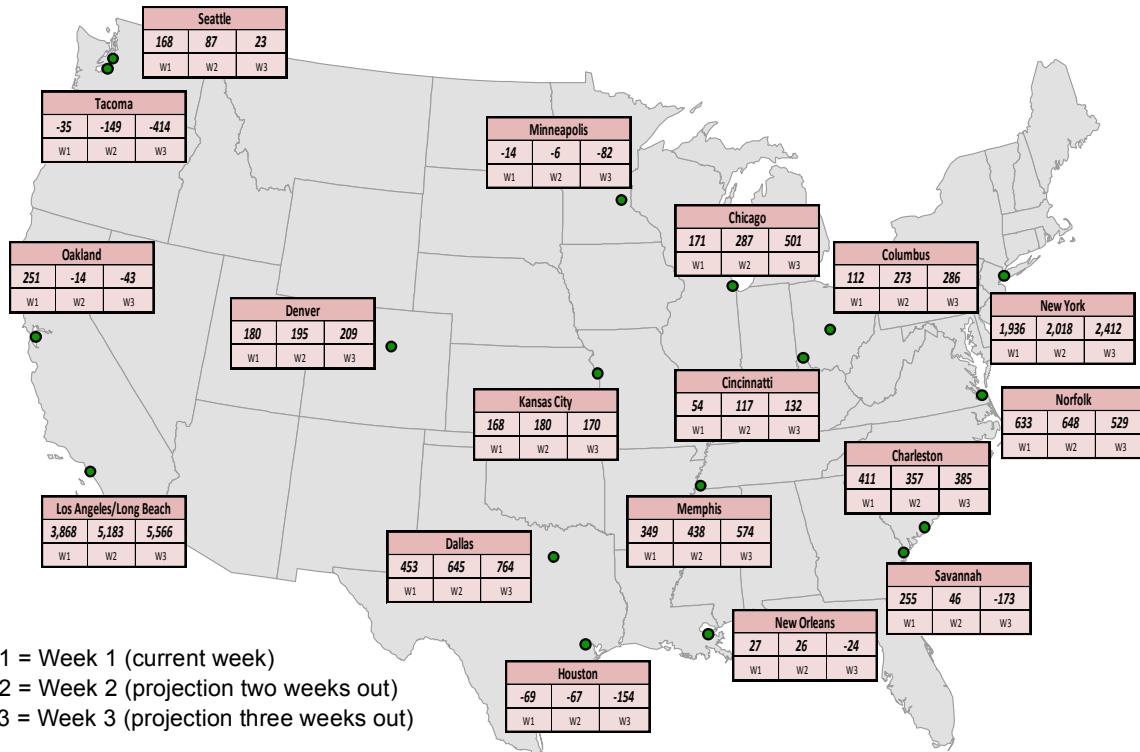 Seattle
168 87 23
W1 W2 W3
Tacoma
-35 -149 -414
W1 W2 W3
Minneapolis
-14 -6 -82
W1 W2 W3
Chicago
171 287 501
W1 W2 W3
Oakland
251 -14 -43
W1 W2 W3
Columbus
112 273 286
W1 W2 W3
Denver
180 195 209
W1 W2 W3
New York
1,936 2,018 2,412
W1 W2 W3
Cincinnatti
54 117 132
W1 W2 W3
Kansas City
168 180 170
W1 W2 W3
Norfolk
633 648 529
W1 W2 W3
Charleston
411 357 385
W1 W2 W3
Los Angeles/Long Beach
3,868 5,183 5,566
W1 W2 W3
Memphis
349 438 574
W1 W2 W3
Dallas
453 645 764
W1 W2 W3
Savannah
255 46 -173
W1 W2 W3
New Orleans
27 26 -24
W1 W2 W3
Houston
-69 -67 -154
W1 W2 W3
1 = Week 1 (current week)
2 = Week 2 (projection two weeks out)
3 = Week 3 (projection three weeks out)